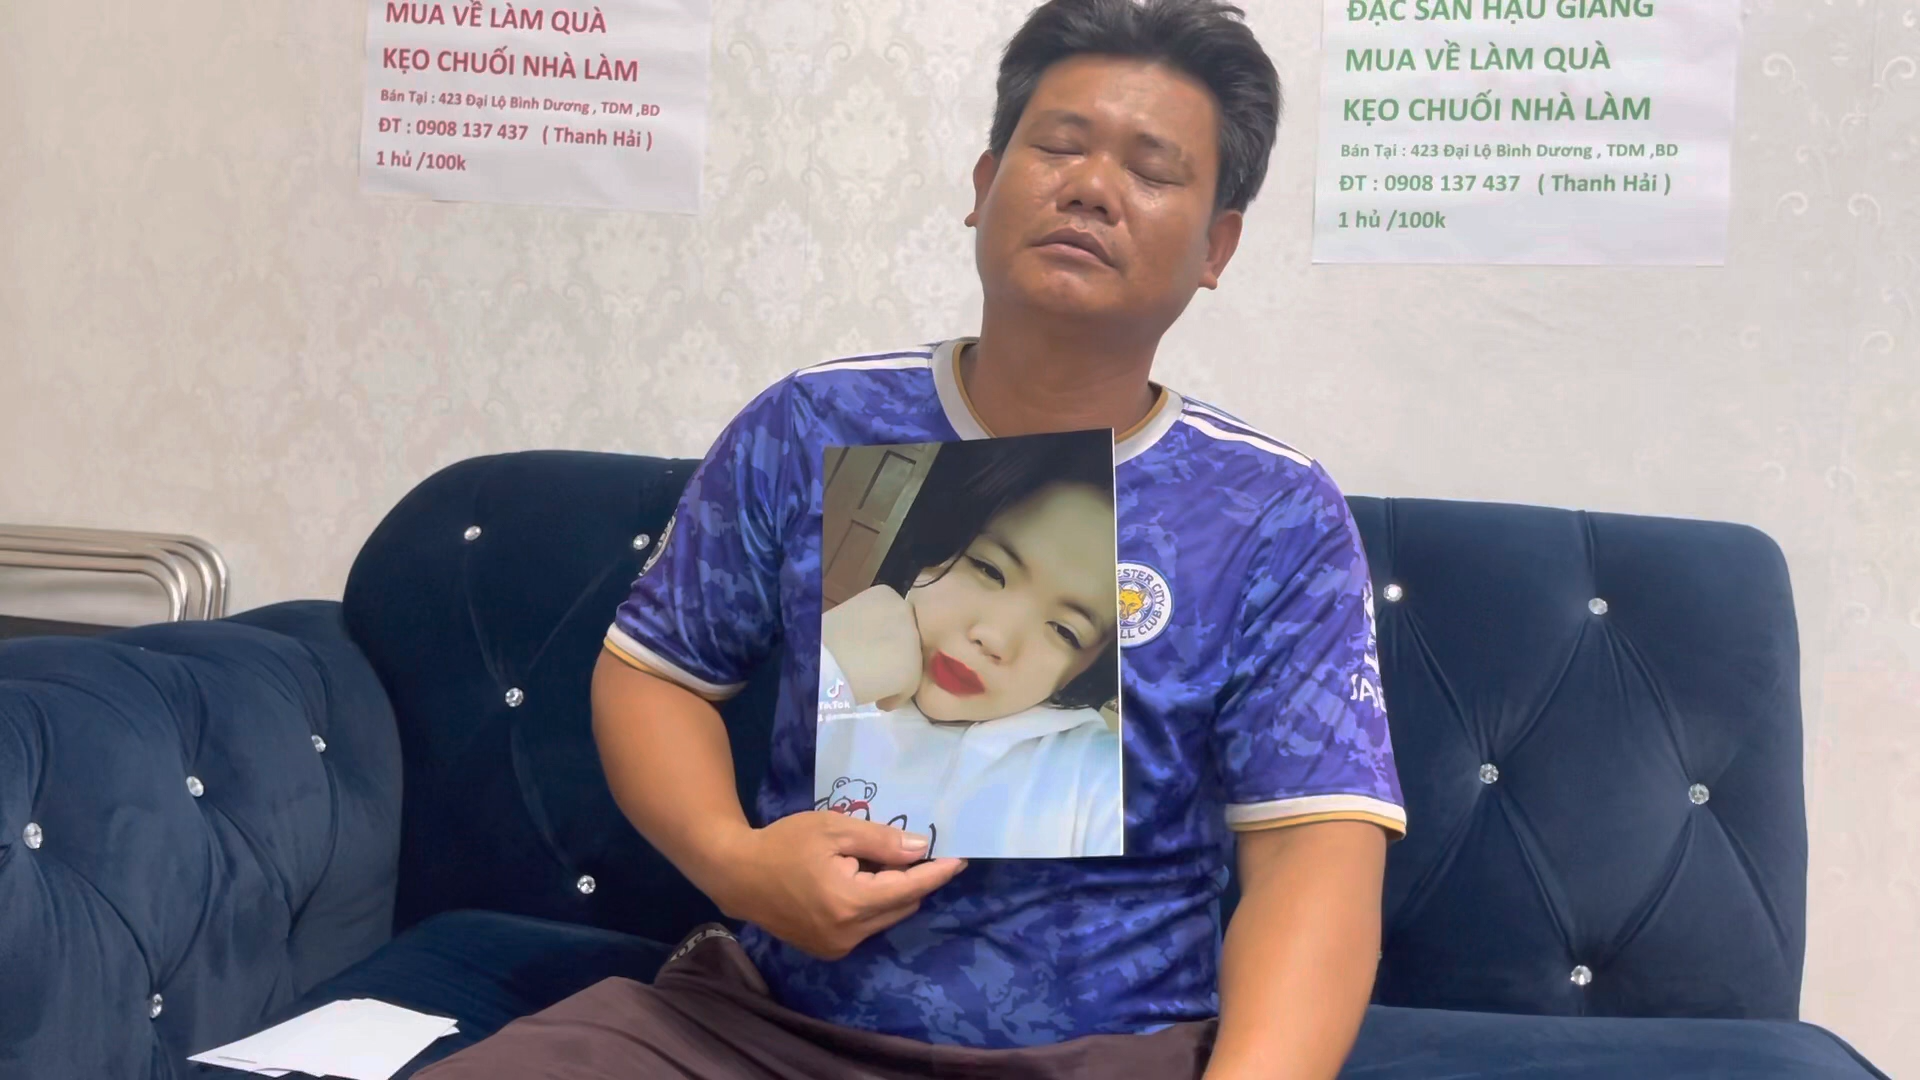 MUA VỀ LÀM QUÀ
KẸO CHUỐI NHÀ LÀM
Bán Tại : 423 Đại Lộ Bình Dương , TDM ,BD
ĐT : 0908 137 437 ( Thanh Hải )
1 hủ /100k
ĐẶC SẢN HẬU GIANG
MUA VỀ LÀM QUÀ
KẸO CHUỐI NHÀ LÀM
Bán Tại : 423 Đại Lộ Bình Dương , TDM ,BD
ĐT : 0908 137 437 ( Thanh Hải )
1 hủ /100k
TikTok